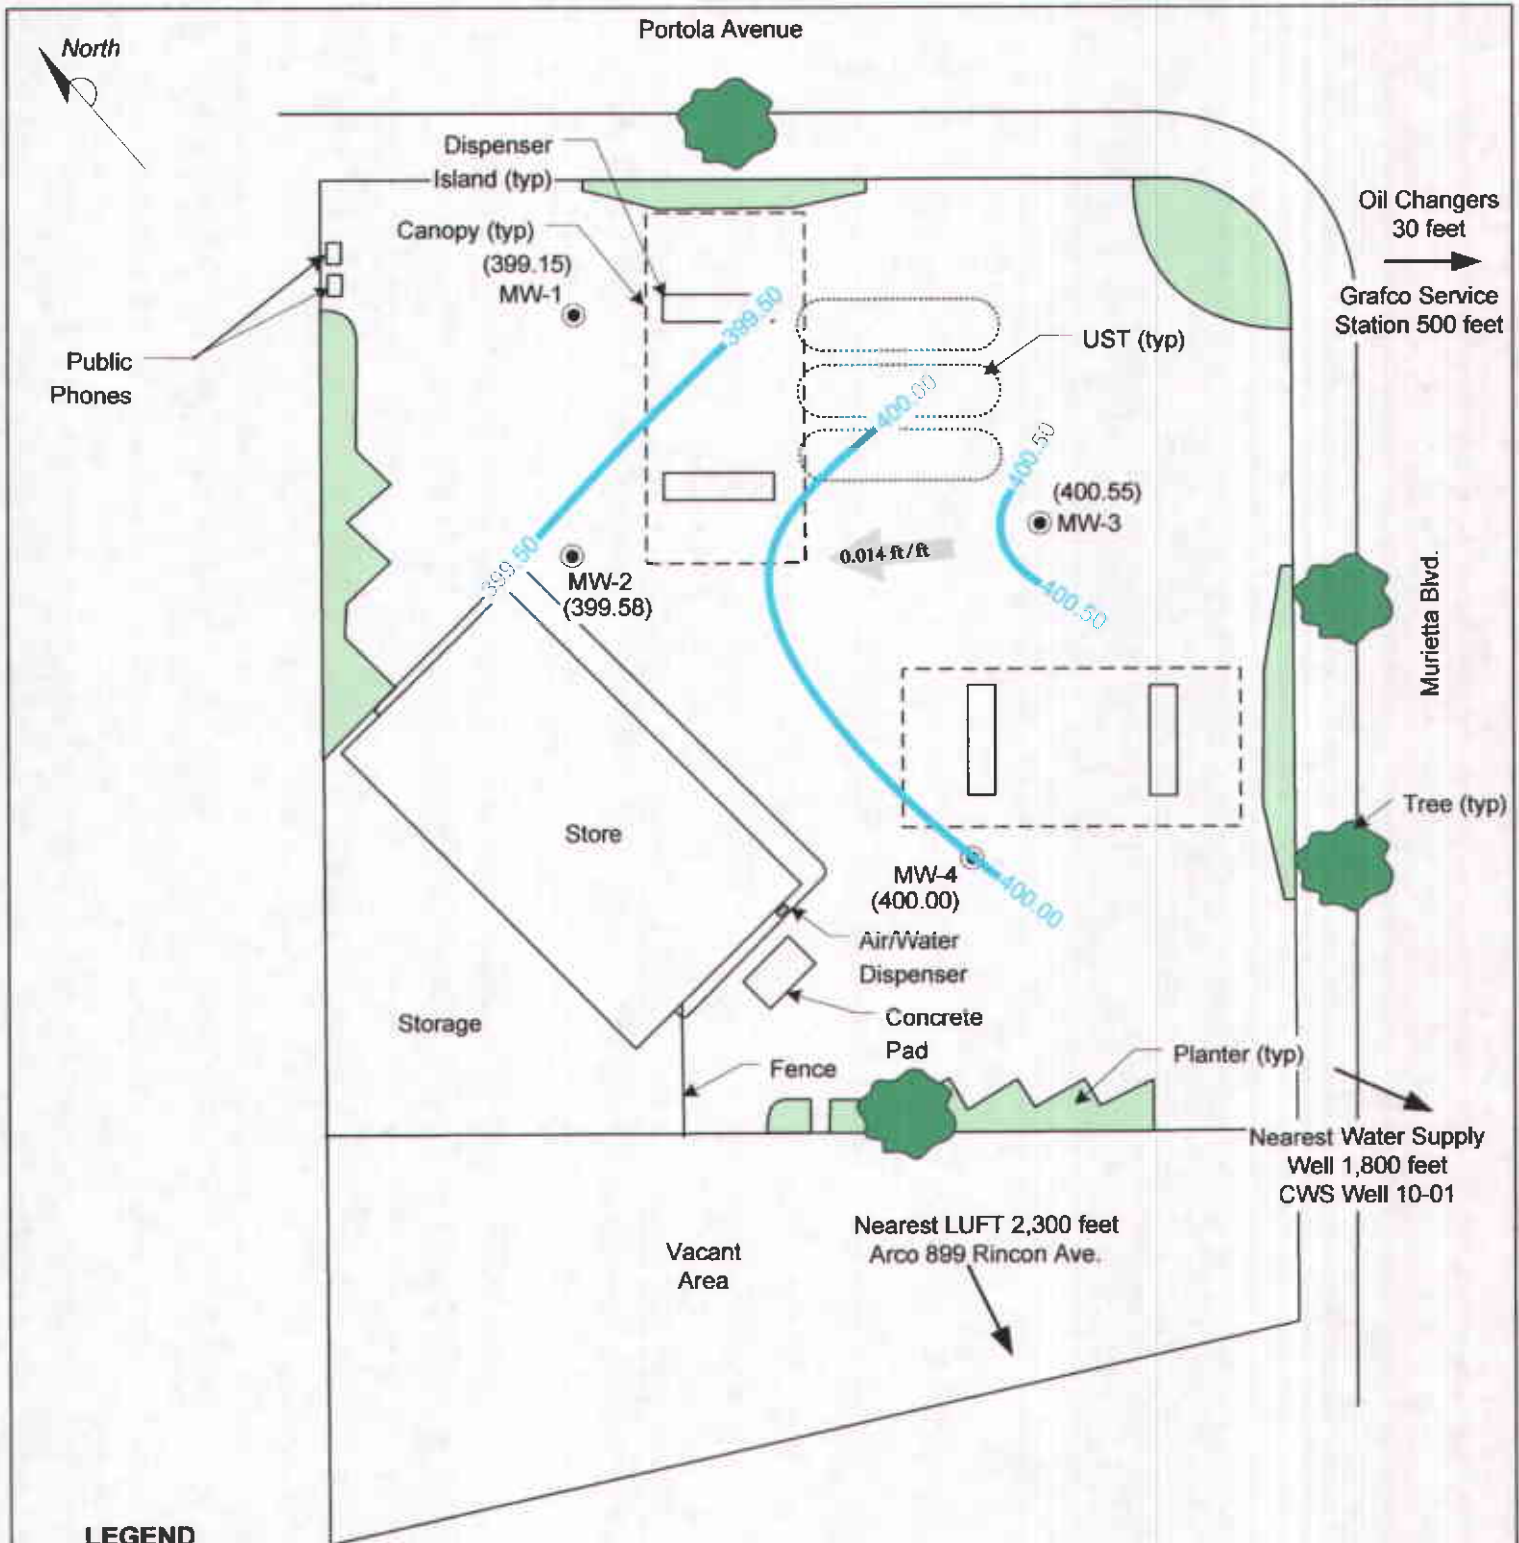 Portola Avenue
North
Dispenser
Island (typ)
Canopy (typ)
(399.15)
MW-1
Public
Phones
399.50
UST (typ)
Oil Changers
30 feet
Grafco Service
Station 500 feet
400.00
400.50
(400.55)
MW-3
0.014 ft / ft
399.50
MW-2
(399.58)
400.50
Murietta Blvd.
Tree (typ)
Store
MW-4
(400.00)
400.00
Air/Water
Dispenser
Storage
Concrete
Pad
Fence
Planter (typ)
Nearest Water Supply
Well 1,800 feet
CWS Well 10-01
Nearest LUFT 2,300 feet
Arco 899 Rincon Ave.
Vacant
Area
LEGEND